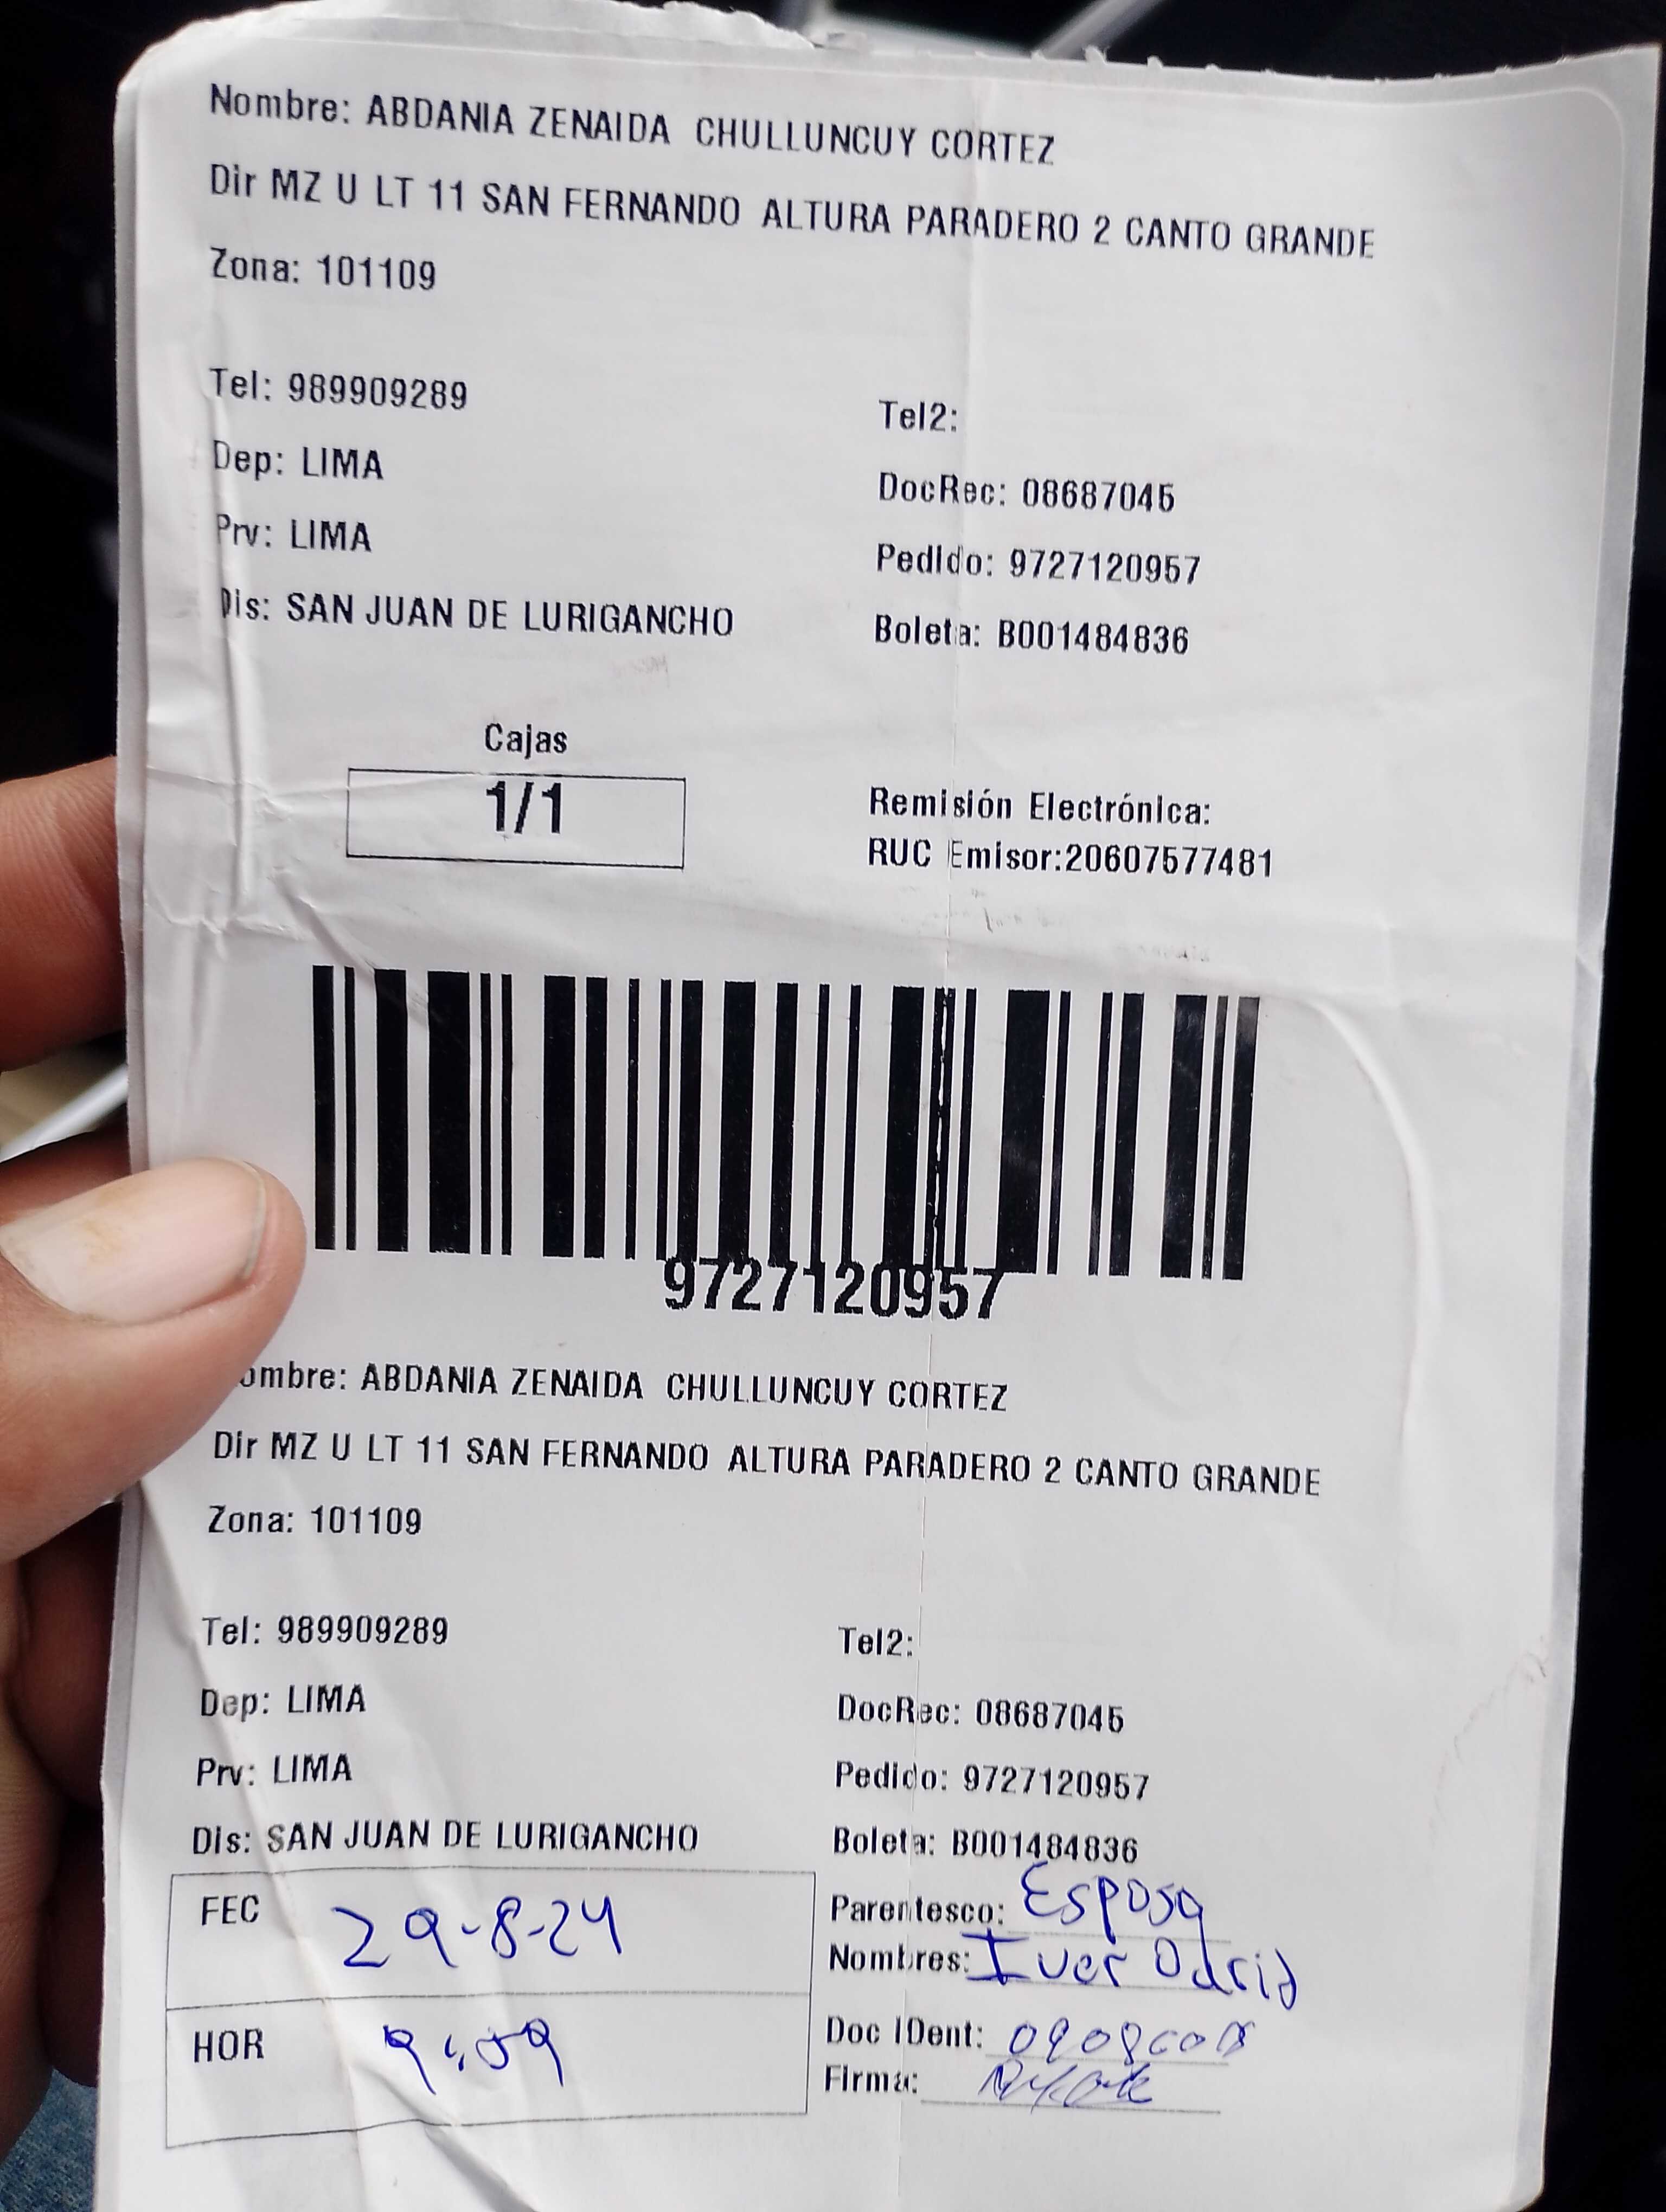 Nombre: ABDANIA ZENAIDA CHULLUNCUY CORTEZ
Dir MZ U LT 11 SAN FERNANDO ALTURA PARADERO 2 CANTO GRANDE
Zona: 101109
Tel: 989909289
Tel2:
Dep: LIMA
DocRec: 08687045
Prv: LIMA
Pedido: 9727120957
Dis: SAN JUAN DE LURIGANCHO
Boleta: B001484836
Cajas
1/1
Remisión Electrónica:
RUC Emisor:20607577481
9727120957
ombre: ABDANIA ZENAIDA CHULLUNCUY CORTEZ
Dir MZ U LT 11 SAN FERNANDO ALTURA PARADERO 2 CANTO GRANDE
Zona: 101109
Tel: 989909289
Tel2:
Dep: LIMA
DocRec: 08687045
Prv: LIMA
Pedido: 9727120957
Dis: SAN JUAN DE LURIGANCHO
Boleta: B001484836
FEC 29-8-24
Parentesco: Esposa
Nombres: Iver
HOR 9:09
Doc IDent:
Firma: